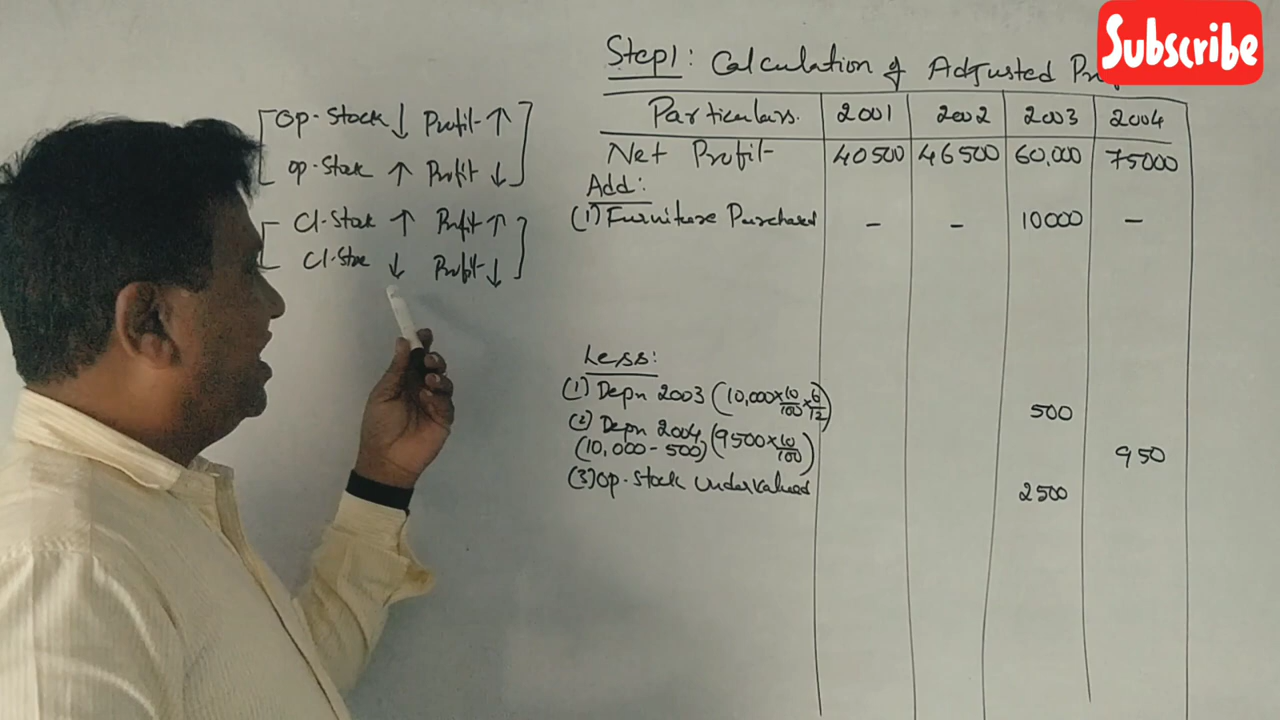 Subscribe
Step1: Calculation of Adjusted
Op-Stock ↓ Profit ↑
Op-Stock ↑ Profit ↓
Cl-Stock ↑ Profit ↑
Cl-Stoc ↓ Profit ↓
Particulars. 2001 2002 2003 2004
Net Profit 40500 46500 60,000 75000
Add:
(1) Furniture Purchased - - 10000 -
Less:
(1) Depn 2003 (10,000×10/100×6/12) 500
(2) Depn 2004 (9500×10/100)
(10,000-500) 950
(3) Op-Stock Undervalued 2500